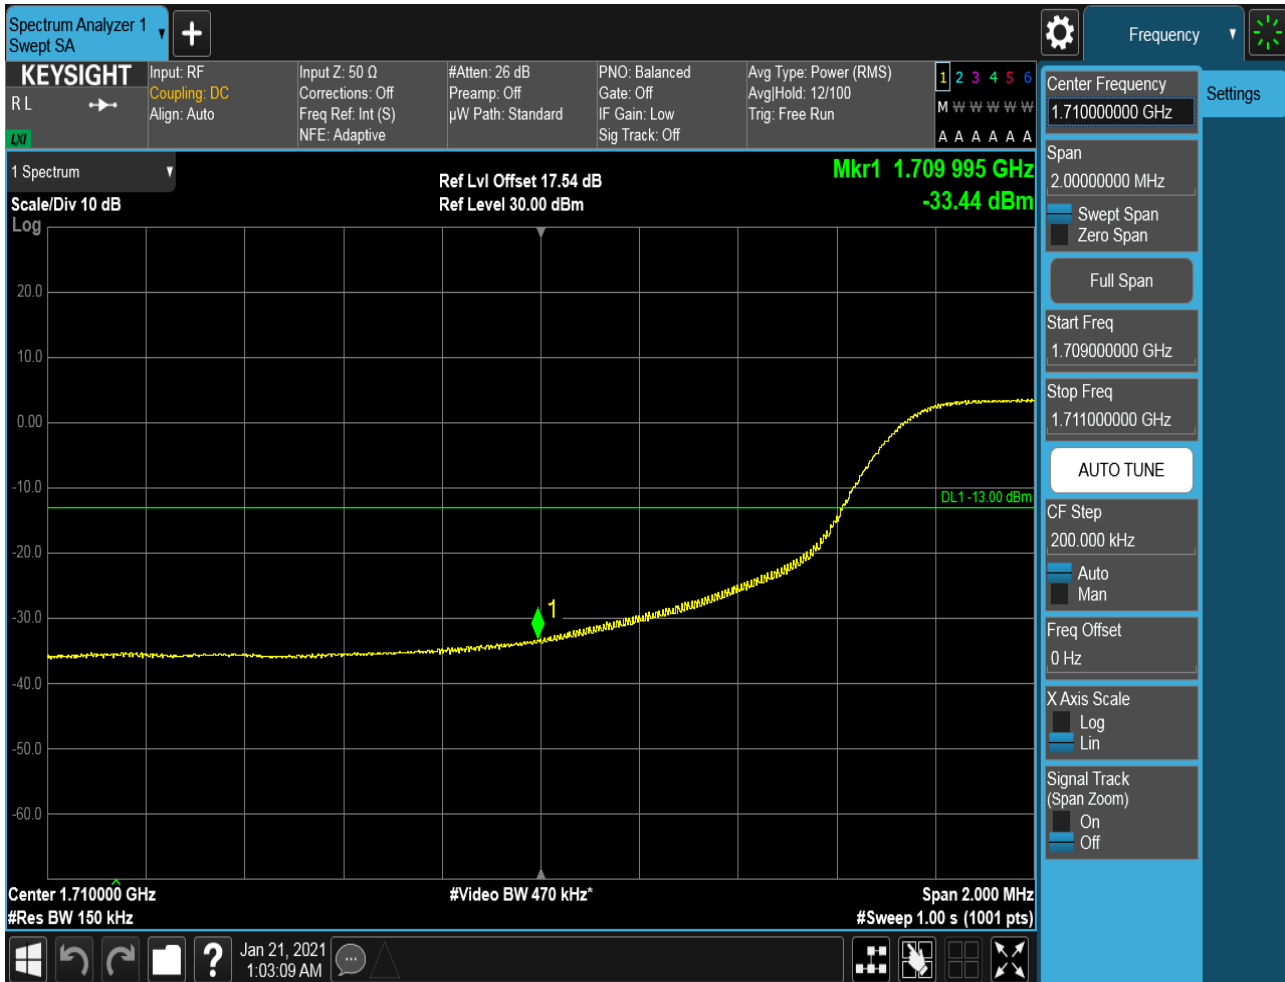 Spectrum Analyzer 1
Swept SA
Frequency
KEYSIGHT
R L
LXI
Input: RF
Coupling: DC
Align: Auto
Input Z: 50 Ω
Corrections: Off
Freq Ref: Int (S)
NFE: Adaptive
#Atten: 26 dB
Preamp: Off
µW Path: Standard
PNO: Balanced
Gate: Off
IF Gain: Low
Sig Track: Off
Avg Type: Power (RMS)
Avg|Hold: 12/100
Trig: Free Run
1 2 3 4 5 6
M W W W W W
A A A A A A
1 Spectrum
Scale/Div 10 dB
Log
Ref Lvl Offset 17.54 dB
Ref Level 30.00 dBm
Mkr1 1.709 995 GHz
-33.44 dBm
20.0
10.0
0.00
-10.0
DL1 -13.00 dBm
-20.0
-30.0
1
-40.0
-50.0
-60.0
Center 1.710000 GHz
#Res BW 150 kHz
#Video BW 470 kHz*
Span 2.000 MHz
#Sweep 1.00 s (1001 pts)
Jan 21, 2021
1:03:09 AM
Center Frequency
1.710000000 GHz
Settings
Span
2.00000000 MHz
Swept Span
Zero Span
Full Span
Start Freq
1.709000000 GHz
Stop Freq
1.711000000 GHz
AUTO TUNE
CF Step
200.000 kHz
Auto
Man
Freq Offset
0 Hz
X Axis Scale
Log
Lin
Signal Track
(Span Zoom)
On
Off